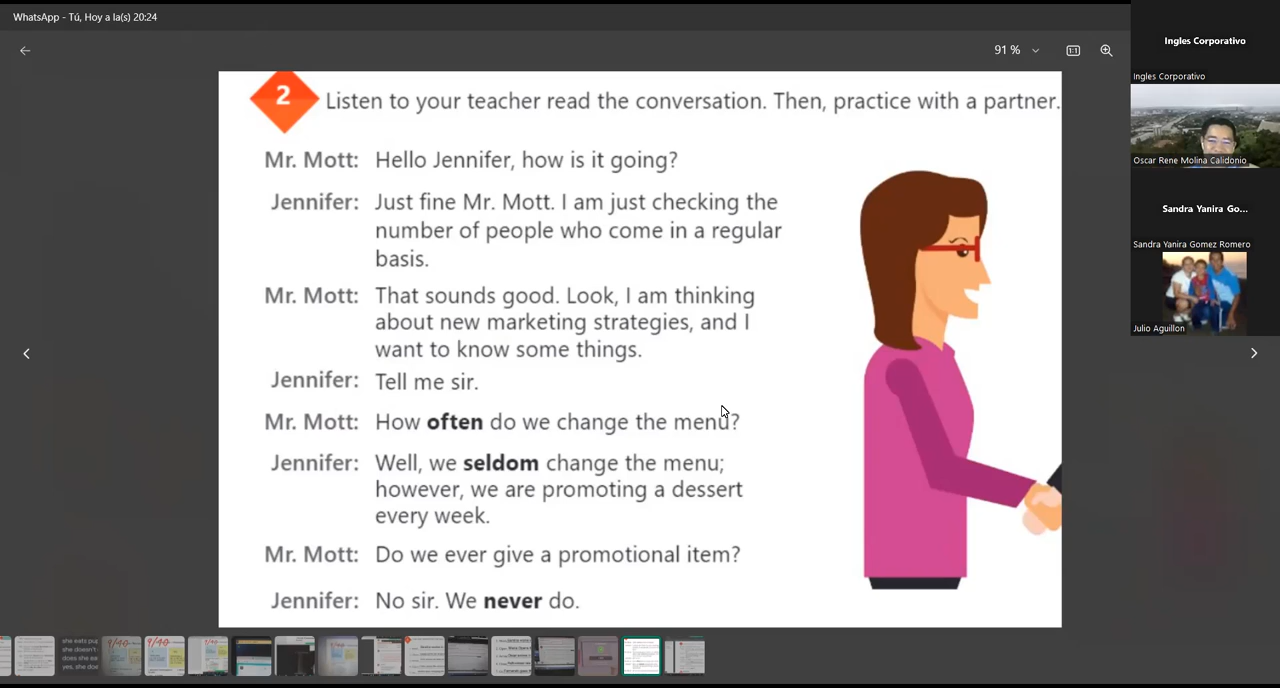 WhatsApp - Tú, Hoy a la(s) 20:24
91 %
2
Listen to your teacher read the conversation. Then, practice with a partner.
Mr. Mott: Hello Jennifer, how is it going?
Jennifer: Just fine Mr. Mott. I am just checking the
number of people who come in a regular
basis.
Mr. Mott: That sounds good. Look, I am thinking
about new marketing strategies, and I
want to know some things.
Jennifer: Tell me sir.
Mr. Mott: How often do we change the menu?
Jennifer: Well, we seldom change the menu;
however, we are promoting a dessert
every week.
Mr. Mott: Do we ever give a promotional item?
Jennifer: No sir. We never do.
Ingles Corporativo
Ingles Corporativo
Oscar Rene Molina Calidonio
Sandra Yanira Go...
Sandra Yanira Gomez Romero
Julio Aguillon
she eats
she doesn't